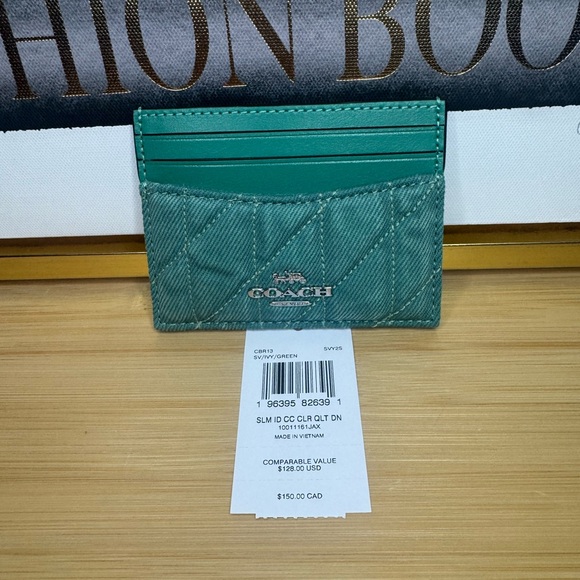 HION BOO
COACH
CBR13 SVY25
SV/IVY/GREEN
1 96395 82639 1
SLM ID CC CLR QLT DN
10011161JAX
MADE IN VIETNAM
COMPARABLE VALUE
$128.00 USD
$150.00 CAD